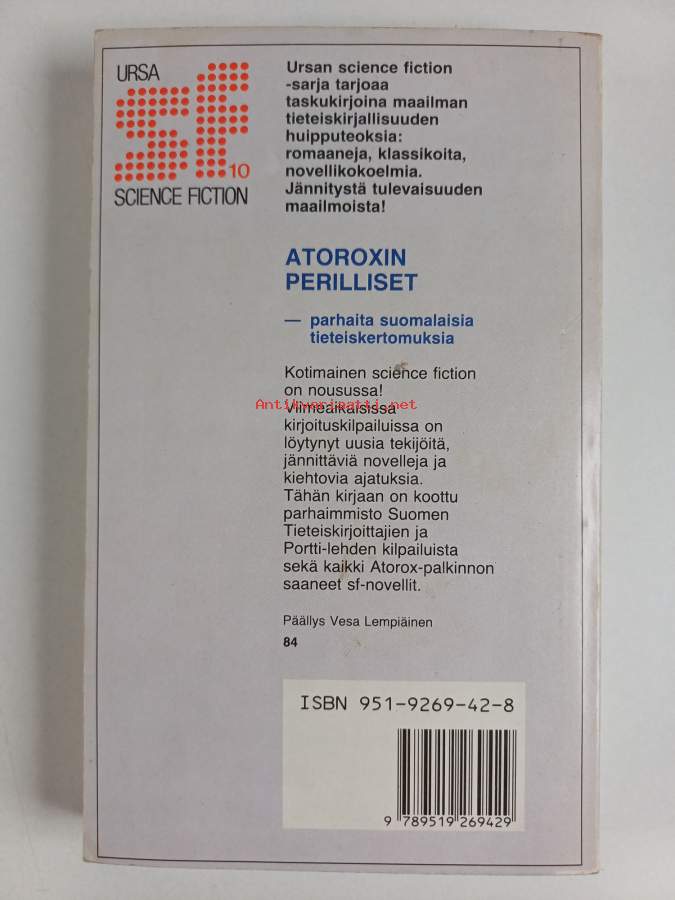 URSA
SF
10
SCIENCE FICTION
Ursan science fiction
-sarja tarjoaa
taskukirjoina maailman
tieteiskirjallisuuden
huipputeoksia:
romaaneja, klassikoita,
novellikokoelmia.
Jännitystä tulevaisuuden
maailmoista!
ATOROXIN
PERILLISET
— parhaita suomalaisia
tieteiskertomuksia
Kotimainen science fiction
on nousussa!
Antikvariaatti.net
Viimeaikaisissa
kirjoituskilpailuissa on
löytynyt uusia tekijöitä,
jännittäviä novelleja ja
kiehtovia ajatuksia.
Tähän kirjaan on koottu
parhaimmisto Suomen
Tieteiskirjoittajien ja
Portti-lehden kilpailuista
sekä kaikki Atorox-palkinnon
saaneet sf-novellit.
Päällys Vesa Lempiäinen
84
ISBN 951-9269-42-8
9 789519 269429